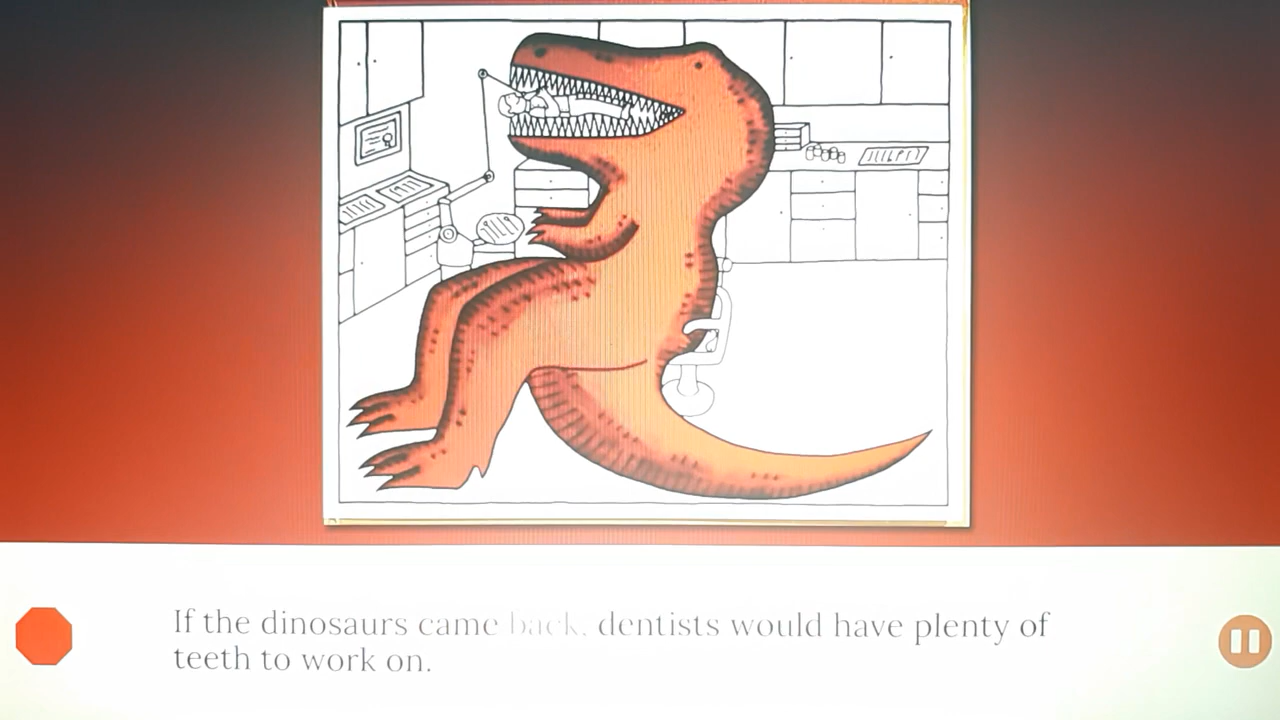 If the dinosaurs came back, dentists would have plenty of
teeth to work on.